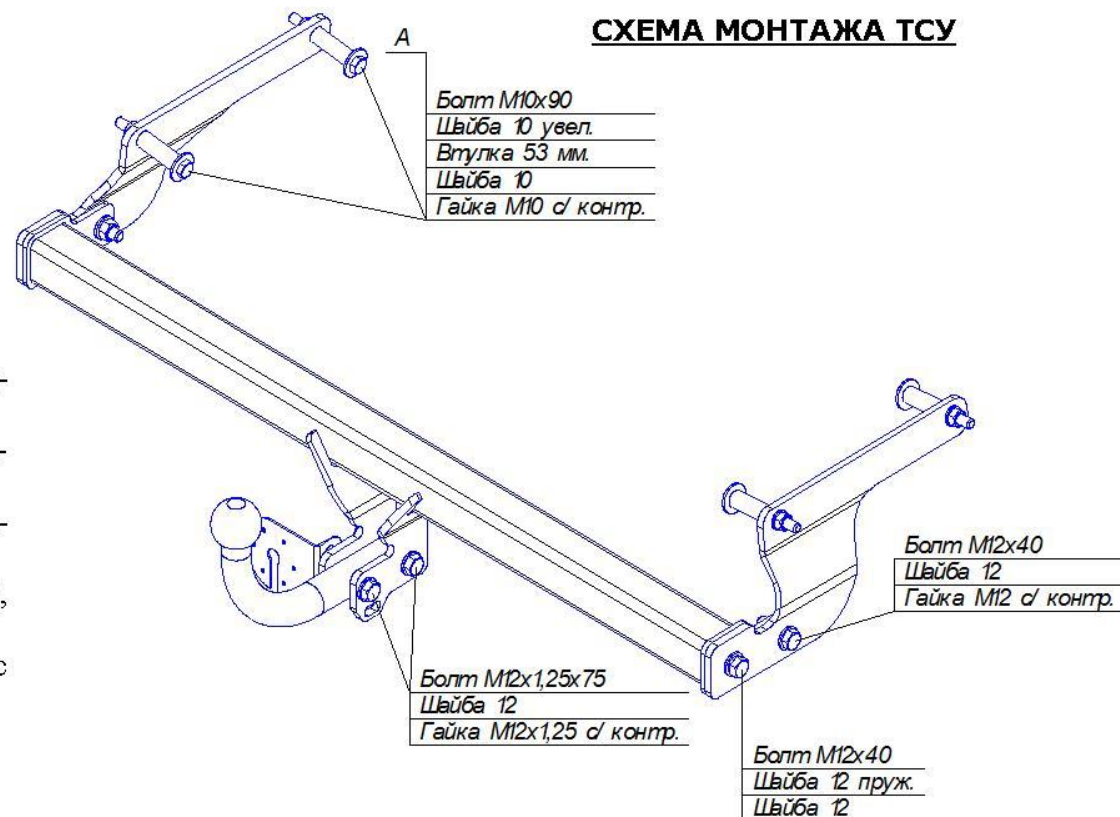 СХЕМА МОНТАЖА ТСУ
А
Болт М10х90
Шайба 10 увел.
Втулка 53 мм.
Шайба 10
Гайка М10 с/ контр.
Болт М12х40
Шайба 12
Гайка М12 с/ контр.
,
с
Болт М12х1,25х75
Шайба 12
Гайка М12х1,25 с/ контр.
Болт М12х40
Шайба 12 пруж.
Шайба 12